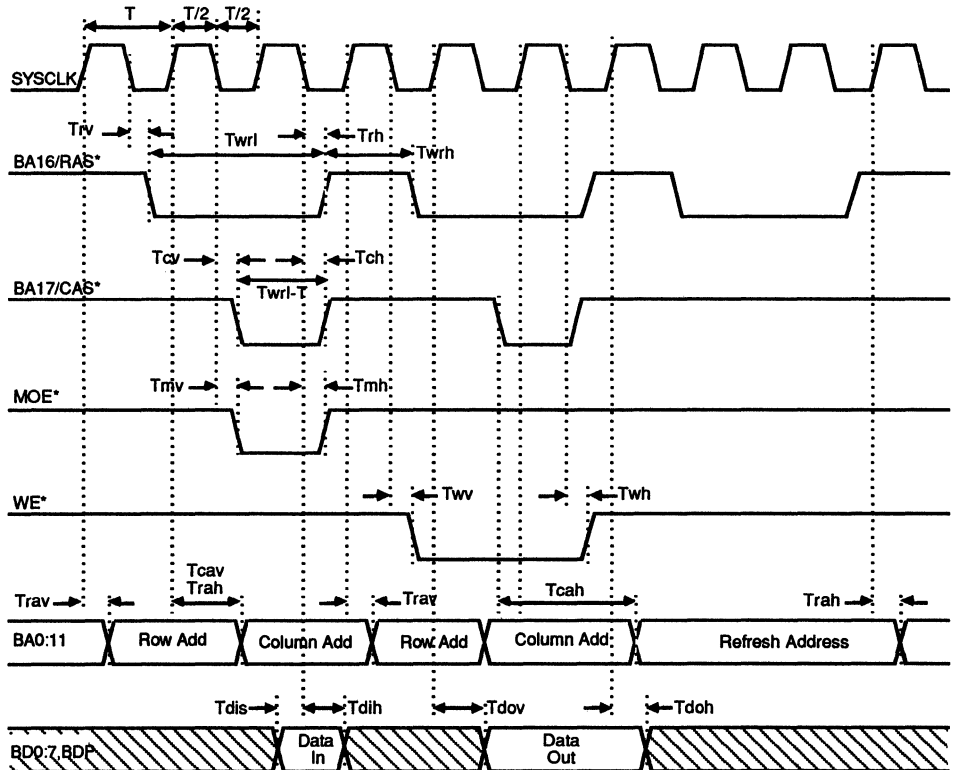 T T/2 T/2
SYSCLK
Trv Twrl Trh
Twrh
BA16/RAS*
Tcv Tch
BA17/CAS* Twrl-T
Tmv Tmh
MOE*
Twv Twh
WE*
Tcav
Trav Trah Trav Tcah Trah
BA0:11 Row Add Column Add Row Add Column Add Refresh Address
Tdis Tdih Tdov Tdoh
BD0:7,BDP Data In Data Out